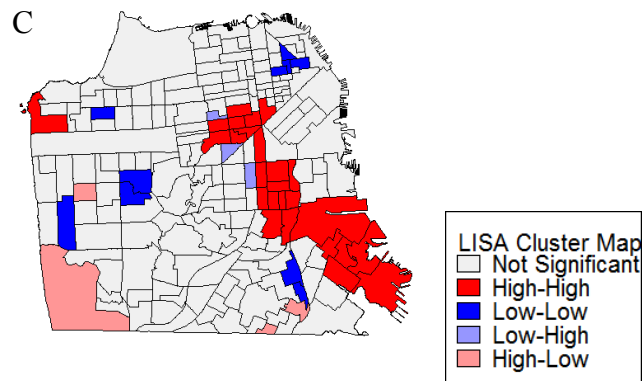 C
LISA Cluster Map
Not Significant
High-High
Low-Low
Low-High
High-Low